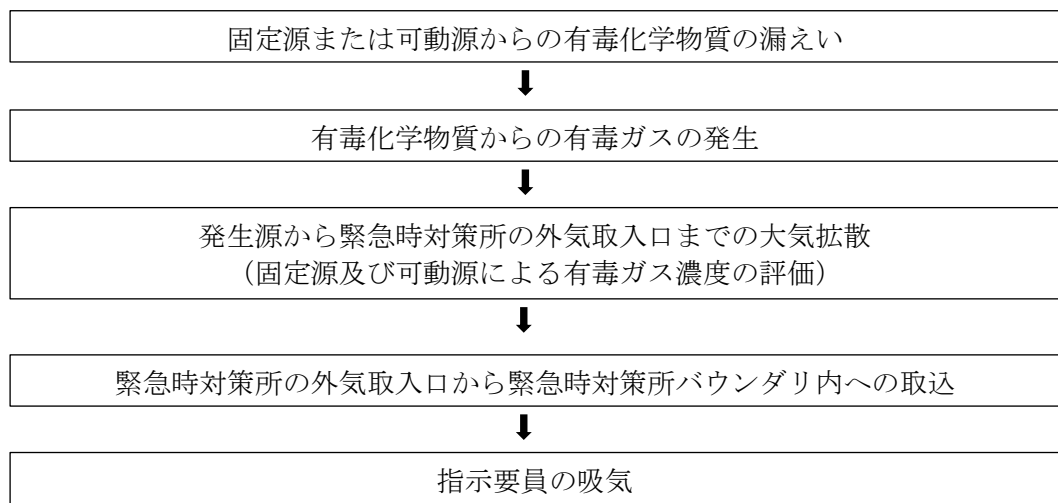 固定源または可動源からの有毒化学物質の漏えい
有毒化学物質からの有毒ガスの発生
発生源から緊急時対策所の外気取入口までの大気拡散
（固定源及び可動源による有毒ガス濃度の評価）
緊急時対策所の外気取入口から緊急時対策所バウンダリ内への取込
指示要員の吸気